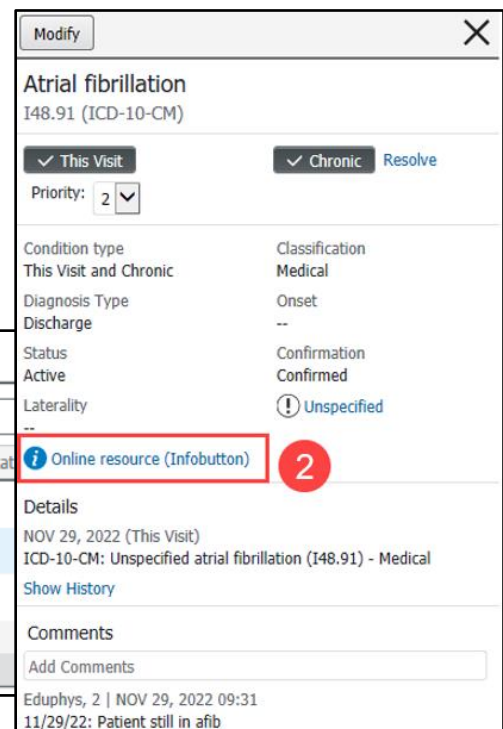 Modify
Atrial fibrillation
I48.91 (ICD-10-CM)
This Visit Chronic Resolve
Priority: 2
Condition type Classification
This Visit and Chronic Medical
Diagnosis Type Onset
Discharge --
Status Confirmation
Active Confirmed
Laterality Unspecified
--
Online resource (Infobutton) 2
Details
NOV 29, 2022 (This Visit)
ICD-10-CM: Unspecified atrial fibrillation (I48.91) - Medical
Show History
Comments
Add Comments
Eduphys, 2 | NOV 29, 2022 09:31
11/29/22: Patient still in afib